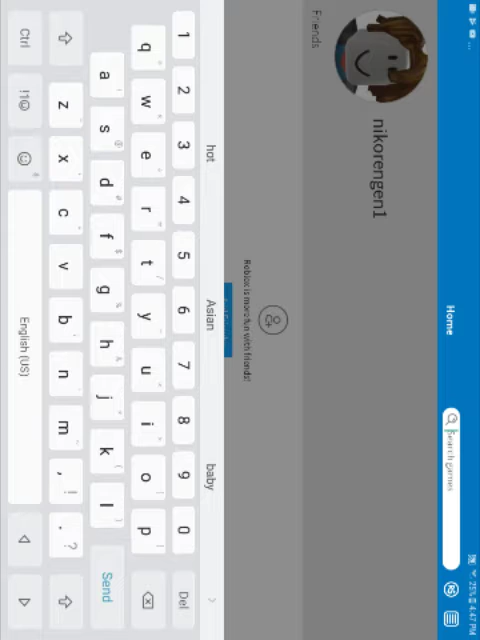 25% 4:47 PM
Home
Search games
nikorengen1
Friends
Roblox is more fun with friends!
hot Asian baby
1 2 3 4 5 6 7 8 9 0 Del
q w e r t y u i o p
a s d f g h j k l Send
z x c v b n m , ! . ?
Ctrl !1☺ English (US)